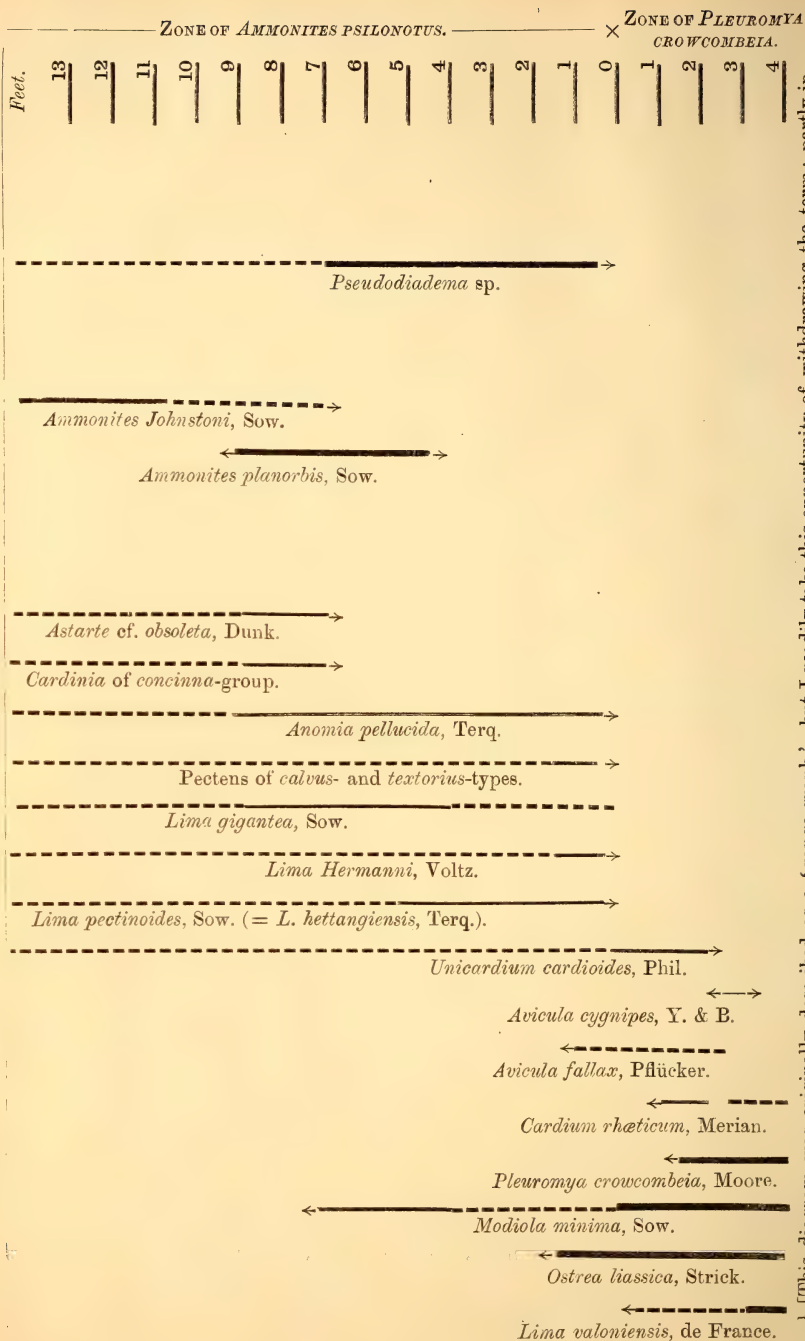 ZONE OF AMMONITES PSILONOTUS. × ZONE OF PLEUROMYA
CROWCOMBEIA.
Feet. 13 12 11 10 9 8 7 6 5 4 3 2 1 0 1 2 3 4
Pseudodiadema sp.
Ammonites Johnstoni, Sow.
Ammonites planorbis, Sow.
Astarte cf. obsoleta, Dunk.
Cardinia of concinna-group.
Anomia pellucida, Terq.
Pectens of calvus- and textorius-types.
Lima gigantea, Sow.
Lima Hermanni, Voltz.
Lima pectinoides, Sow. (= L. hettangiensis, Terq.).
Unicardium cardioides, Phil.
Avicula cygnipes, Y. & B.
Avicula fallax, Pflücker.
Cardium rhæticum, Merian.
Pleuromya crowcombeia, Moore.
Modiola minima, Sow.
Ostrea liassica, Strick.
Lima valoniensis, de France.